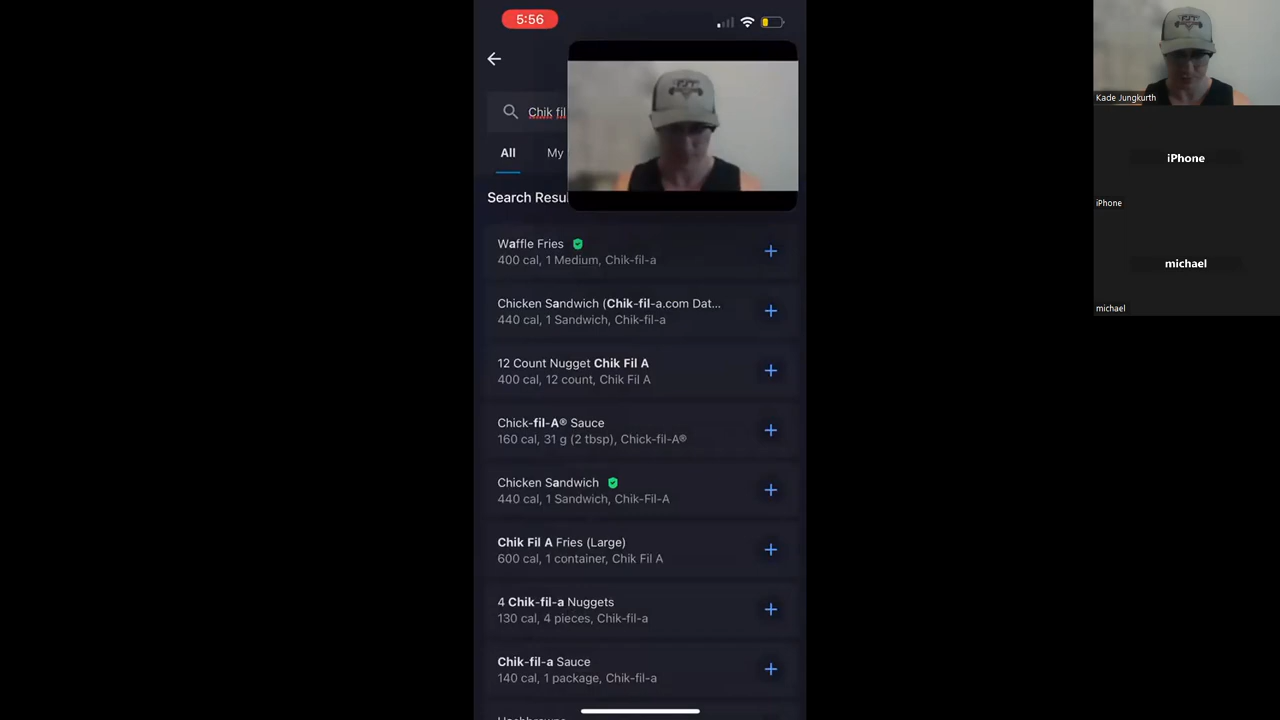 5:56
Chik fil
All
My
Search Resu
Waffle Fries
400 cal, 1 Medium, Chik-fil-a
Chicken Sandwich (Chik-fil-a.com Dat...
440 cal, 1 Sandwich, Chik-fil-a
12 Count Nugget Chik Fil A
400 cal, 12 count, Chik Fil A
Chick-fil-A® Sauce
160 cal, 31 g (2 tbsp), Chick-fil-A®
Chicken Sandwich
440 cal, 1 Sandwich, Chik-Fil-A
Chik Fil A Fries (Large)
600 cal, 1 container, Chik Fil A
4 Chik-fil-a Nuggets
130 cal, 4 pieces, Chik-fil-a
Chik-fil-a Sauce
140 cal, 1 package, Chik-fil-a
Kade Jungkurth
iPhone
iPhone
michael
michael